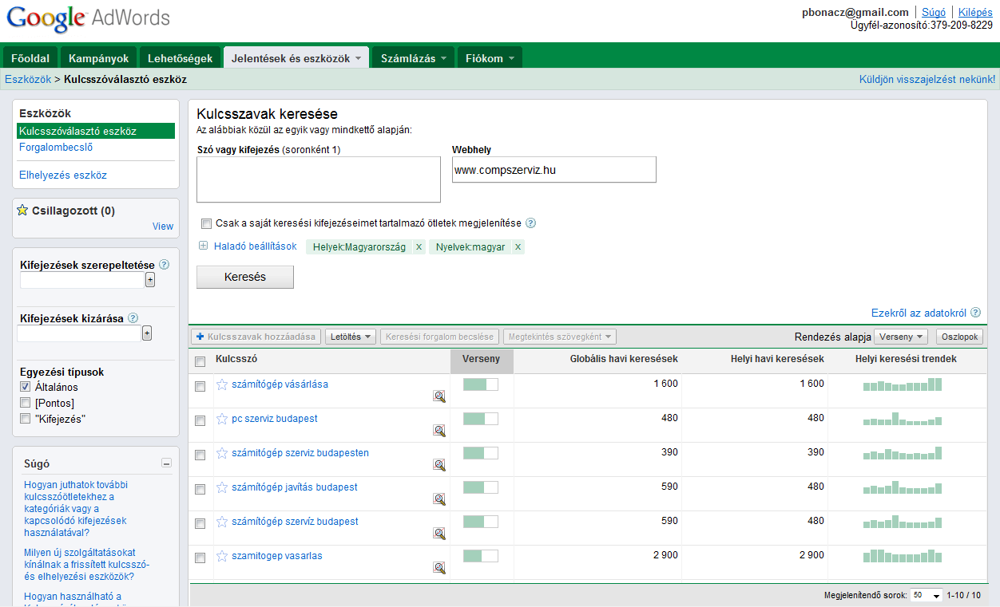 Google AdWords
pbonacz@gmail.com Súgó Kilépés
Ügyfél-azonosító:379-209-8229
Főoldal Kampányok Lehetőségek Jelentések és eszközök Számlázás Fiókom
Eszközök > Kulcsszóválasztó eszköz
Küldjön visszajelzést nekünk!
Eszközök
Kulcsszóválasztó eszköz
Forgalombecslő
Elhelyezés eszköz
Csillagozott (0)
View
Kifejezések szerepeltetése ?
+
Kifejezések kizárása ?
+
Egyezési típusok
Általános
[Pontos]
"Kifejezés"
Súgó
Hogyan juthatok további
kulcsszóötletekhez a
kategóriák vagy a
kapcsolódó kifejezések
használatával?
Milyen új szolgáltatásokat
kínálnak a frissített kulcsszó-
és elhelyezési eszközök?
Hogyan használható a
Kulcsszavak keresése
Az alábbiak közül az egyik vagy mindkettő alapján:
Szó vagy kifejezés (soronként 1)
Webhely
www.compszerviz.hu
Csak a saját keresési kifejezéseimet tartalmazó ötletek megjelenítése ?
Haladó beállítások Helyek:Magyarország X Nyelvek:magyar X
Keresés
Ezekről az adatokról ?
+ Kulcsszavak hozzáadása Letöltés Keresési forgalom becslése Megtekintés szövegként Rendezés alapja Verseny Oszlopok
Kulcsszó Verseny Globális havi keresések Helyi havi keresések Helyi keresési trendek
számítógép vásárlása 1 600 1 600
pc szerviz budapest 480 480
számitógép szerviz budapesten 390 390
számítógép javítás budapest 590 480
számítógép szervíz budapest 590 480
szamitogep vasarlas 2 900 2 900
Megjelenítendő sorok: 50 1-10 / 10